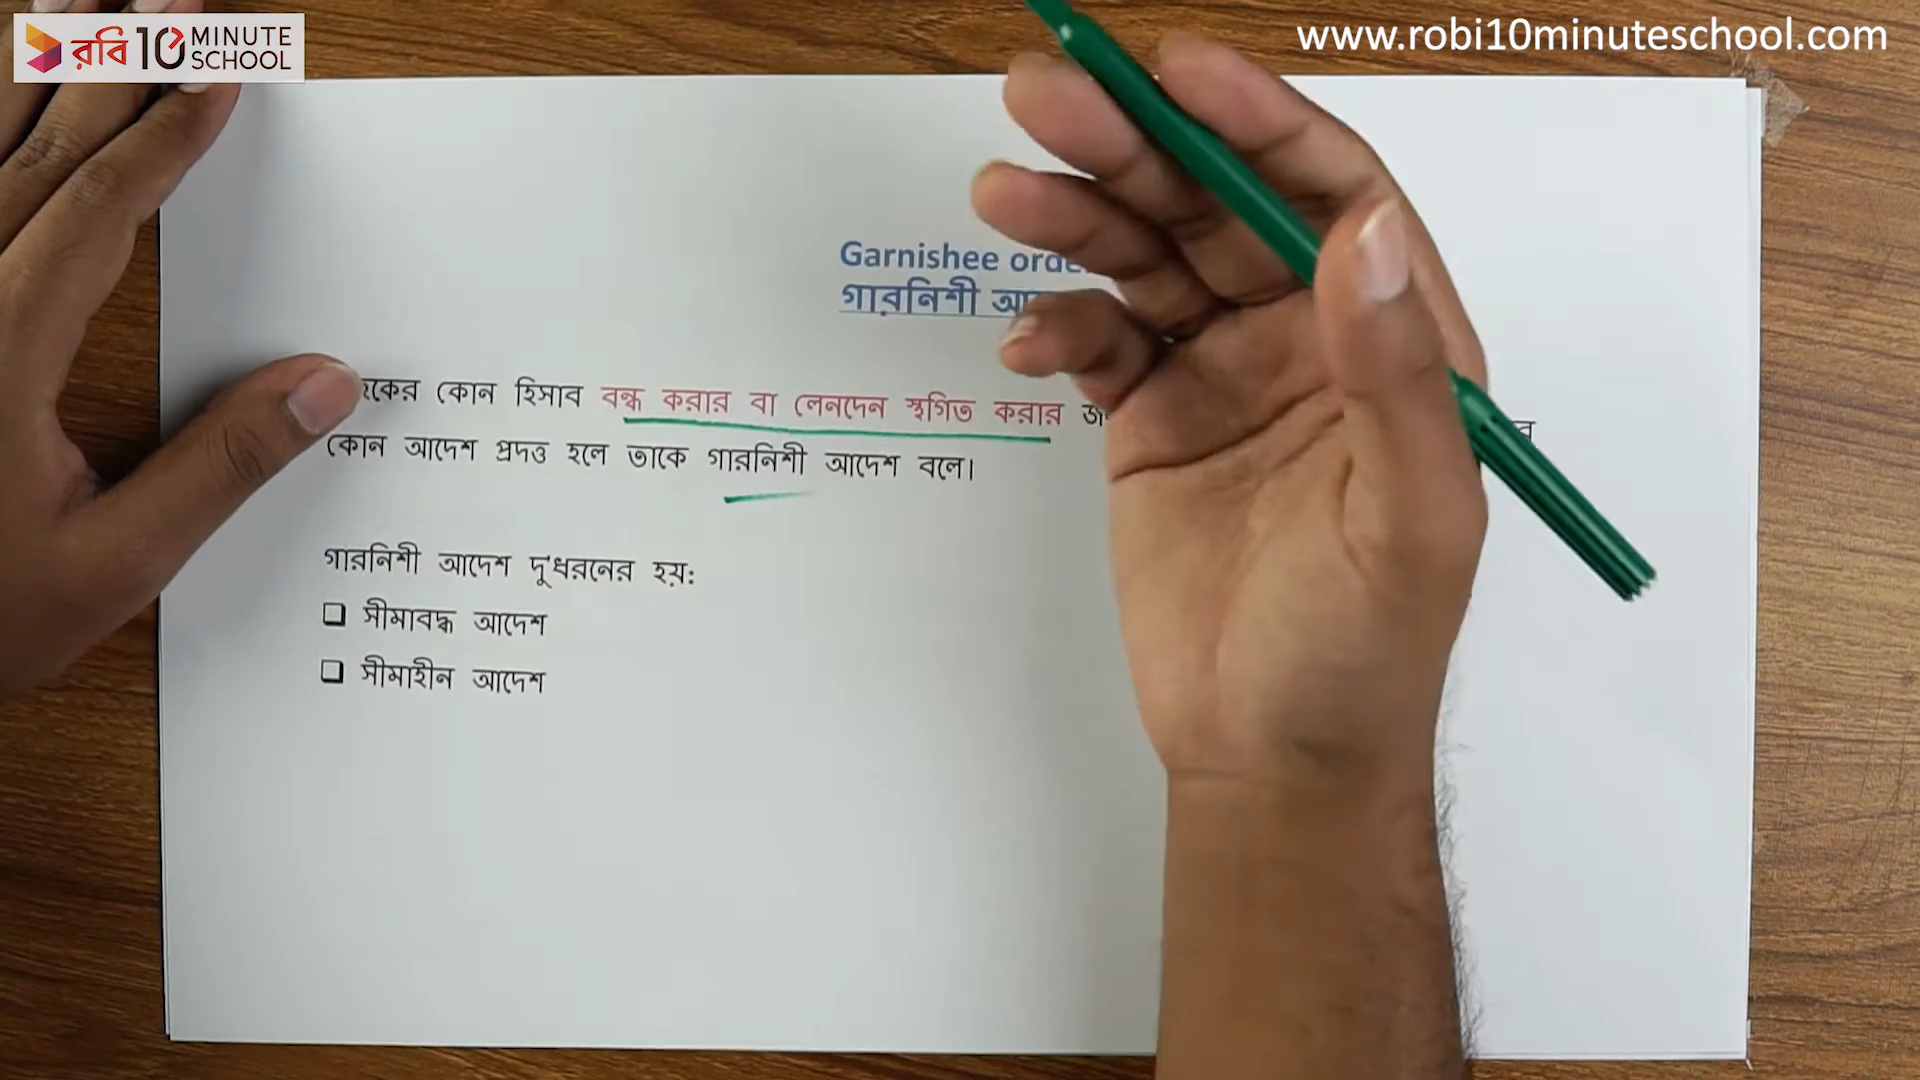 রবি 10 MINUTE SCHOOL
www.robi10minuteschool.com
Garnishee
গারনিশী
কোন হিসাব বন্ধ করার বা লেনদেন স্থগিত করার
কোন আদেশ প্রদত্ত হলে তাকে গারনিশী আদেশ বলে।
গারনিশী আদেশ দু'ধরনের হয়:
❑ সীমাবদ্ধ আদেশ
❑ সীমাহীন আদেশ